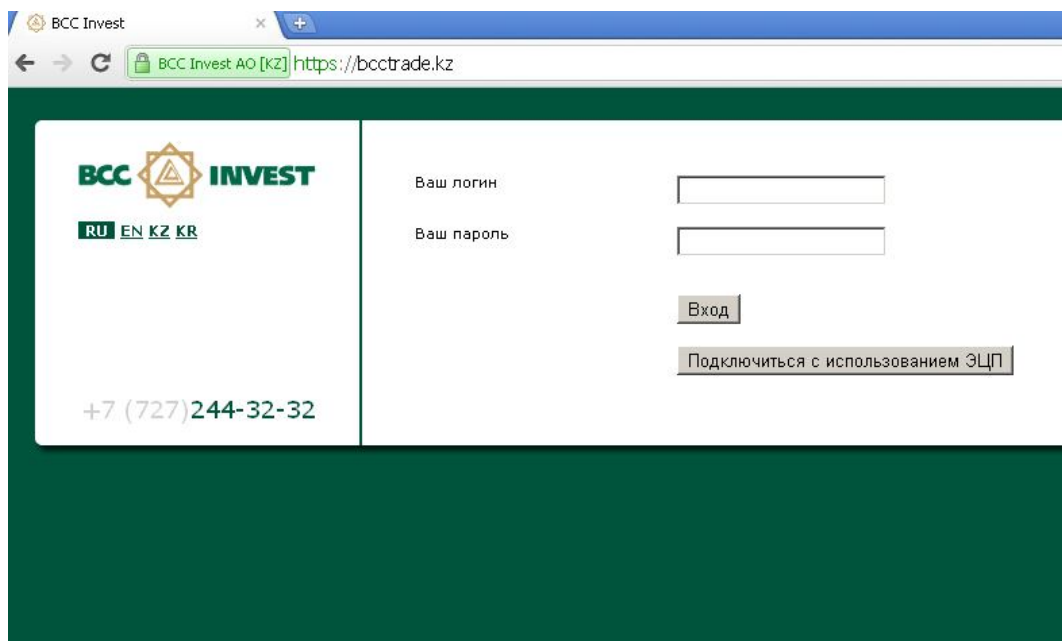 BCC Invest
BCC Invest AO [KZ] https://bcctrade.kz
BCC INVEST
RU EN KZ KR
Ваш логин
Ваш пароль
Вход
Подключиться с использованием ЭЦП
+7 (727)244-32-32